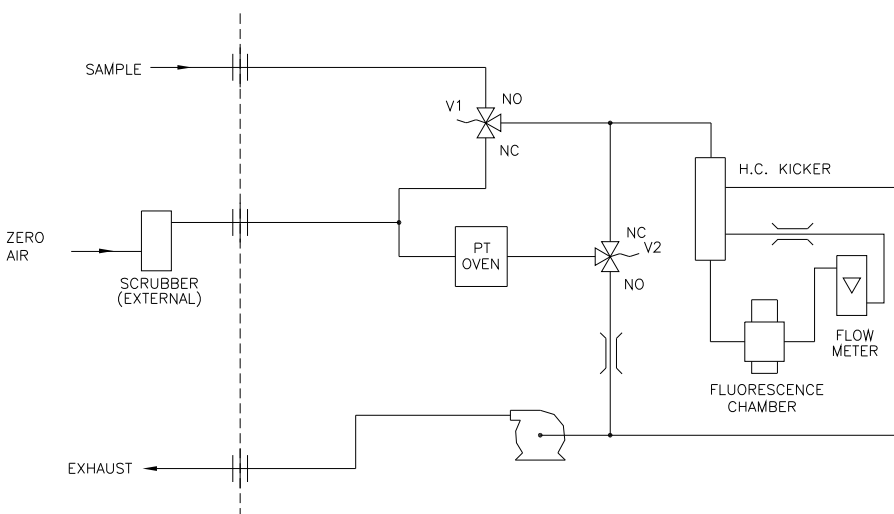 SAMPLE
V1
NO
NC
H.C. KICKER
ZERO
AIR
SCRUBBER
(EXTERNAL)
PT
OVEN
NC
V2
NO
FLOW
METER
FLUORESCENCE
CHAMBER
EXHAUST